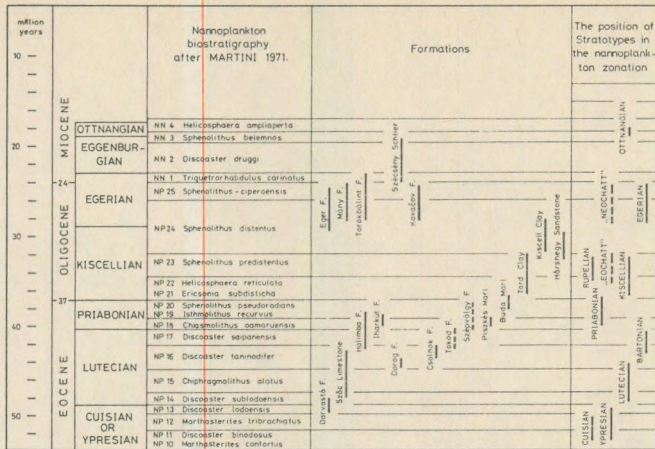 million
years
Nannoplankton
biostratigraphy
after MARTINI 1971.
Formations
The position of
Stratotypes in
the nannoplank-
ton zonation
10
20
24
30
37
40
50
MIOCENE
OLIGOCENE
EOCENE
OTTNANGIAN
EGGENBUR-
GIAN
EGERIAN
KISCELLIAN
PRIABONIAN
LUTECIAN
CUISIAN
OR
YPRESIAN
NN 4 Helicosphaera ampliaperta
NN 3 Sphenolithus belemnos
NN 2 Discoaster druggi
NN 1 Triquetrorhabdulus carinatus
NP 25 Sphenolithus-ciperoensis
NP 24 Sphenolithus distentus
NP 23 Sphenolithus predistentus
NP 22 Helicosphaera reticulata
NP 21 Ericsonia subdisticha
NP 20 Sphenolithus pseudoradians
NP 19 Isthmolithus recurvus
NP 18 Chiasmolithus oamaruensis
NP 17 Discoaster saipanensis
NP 16 Discoaster taninodifer
NP 15 Chiphragmalithus alatus
NP 14 Discoaster sublodoensis
NP 13 Discoaster lodoensis
NP 12 Marthasterites tribrachiatus
NP 11 Discoaster binodosus
NP 10 Marthasterites contortus
Darvastó F.
Szőc Limestone
Halimba F.
Iharkút F.
Dorog F.
Csolnok F.
Tokod F.
Szépvölgy F.
Piszkés Marl
Buda Marl
Tard Clay
Kiscell Clay
Hárshegy Sandstone
Eger F.
Mány F.
Törökbálint F.
Szécsény Schlier
Kovačov F.
CUISIAN
YPRESIAN
LUTECIAN
BARTONIAN
PRIABONIAN
RUPELIAN
"EOCHATT"
KISCELLIAN
"NEOCHATT"
EGERIAN
OTTNANGIAN